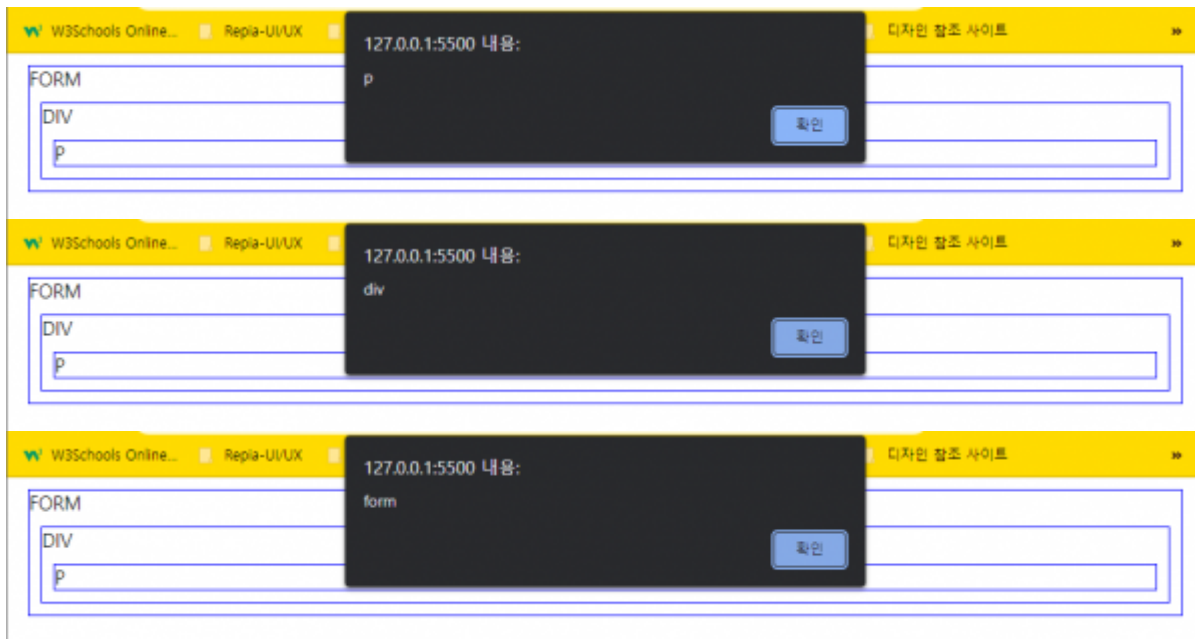 W3Schools Online... Repia-UI/UX 디자인 참조 사이트 »
127.0.0.1:5500 내용:
p
확인
FORM
DIV
P
W3Schools Online... Repia-UI/UX 디자인 참조 사이트 »
127.0.0.1:5500 내용:
div
확인
FORM
DIV
P
W3Schools Online... Repia-UI/UX 디자인 참조 사이트 »
127.0.0.1:5500 내용:
form
확인
FORM
DIV
P